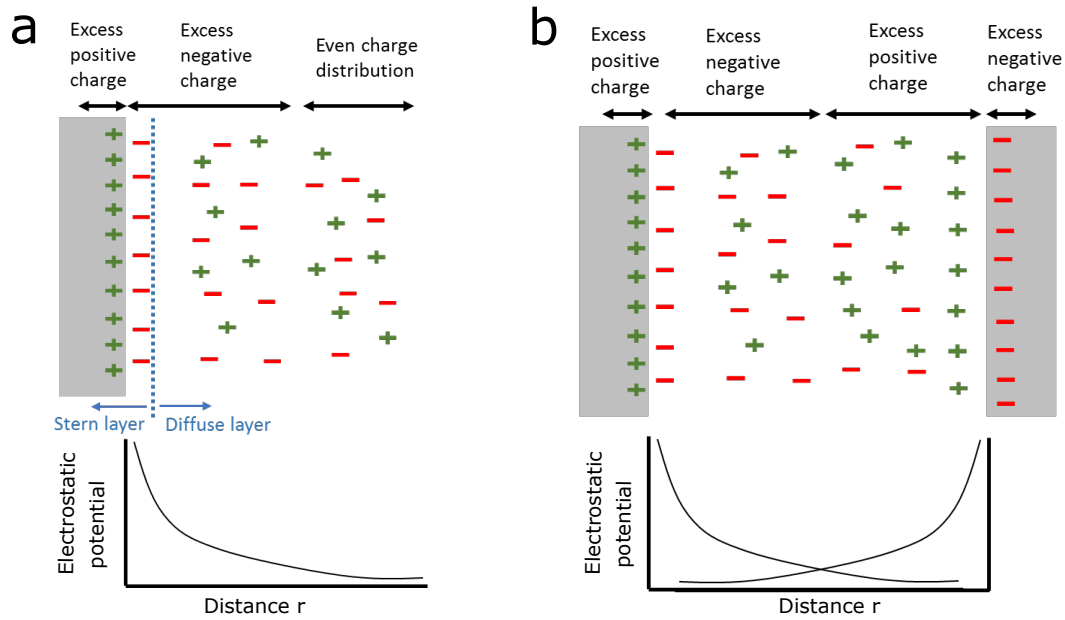 a
Excess
positive
charge
Excess
negative
charge
Even charge
distribution
Stern layer
Diffuse layer
Electrostatic
potential
Distance r
b
Excess
positive
charge
Excess
negative
charge
Excess
positive
charge
Excess
negative
charge
Electrostatic
potential
Distance r